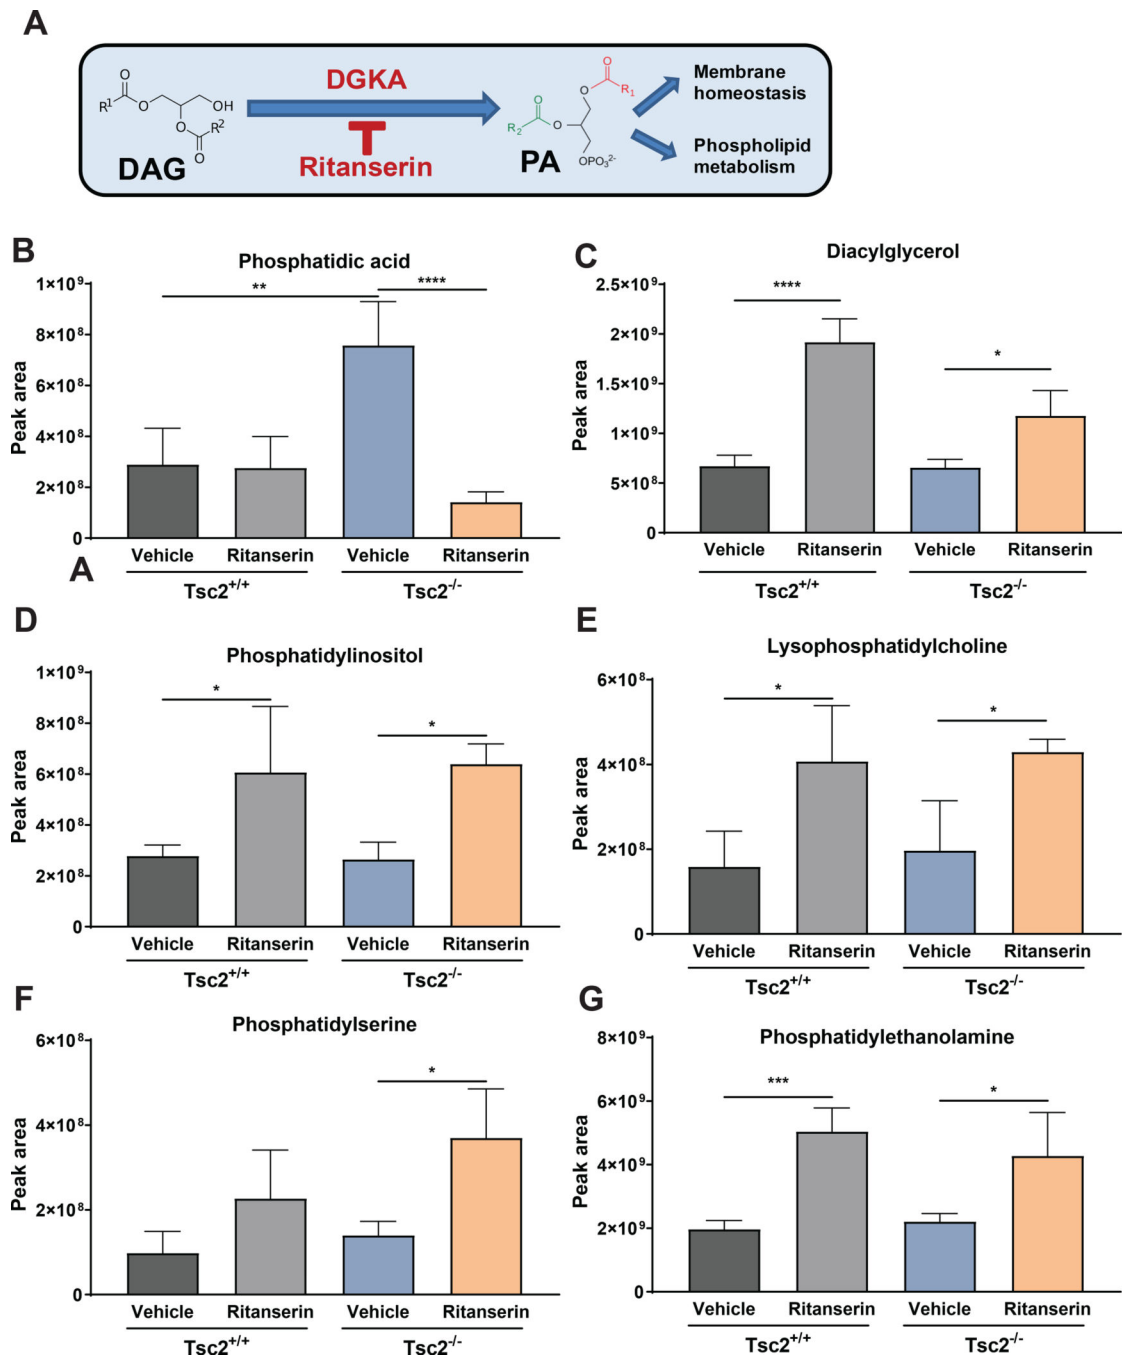 A
DGKA
Ritanserin
DAG
PA
Membrane
homeostasis
Phospholipid
metabolism
O
R¹
O
OH
O
R²
O
O
R₁
O
O
R₂
O
OPO₃²⁻
B
Phosphatidic acid
Peak area
1×10⁹
8×10⁸
6×10⁸
4×10⁸
2×10⁸
0
**
****
Vehicle
Ritanserin
Vehicle
Ritanserin
Tsc2⁺/⁺
Tsc2⁻/⁻
C
Diacylglycerol
Peak area
2.5×10⁹
2×10⁹
1.5×10⁹
1×10⁹
5×10⁸
0
****
*
Vehicle
Ritanserin
Vehicle
Ritanserin
Tsc2⁺/⁺
Tsc2⁻/⁻
A
D
Phosphatidylinositol
Peak area
1×10⁹
8×10⁸
6×10⁸
4×10⁸
2×10⁸
0
*
*
Vehicle
Ritanserin
Vehicle
Ritanserin
Tsc2⁺/⁺
Tsc2⁻/⁻
E
Lysophosphatidylcholine
Peak area
6×10⁸
4×10⁸
2×10⁸
0
*
*
Vehicle
Ritanserin
Vehicle
Ritanserin
Tsc2⁺/⁺
Tsc2⁻/⁻
F
Phosphatidylserine
Peak area
6×10⁸
4×10⁸
2×10⁸
0
*
Vehicle
Ritanserin
Vehicle
Ritanserin
Tsc2⁺/⁺
Tsc2⁻/⁻
G
Phosphatidylethanolamine
Peak area
8×10⁹
6×10⁹
4×10⁹
2×10⁹
0
***
*
Vehicle
Ritanserin
Vehicle
Ritanserin
Tsc2⁺/⁺
Tsc2⁻/⁻